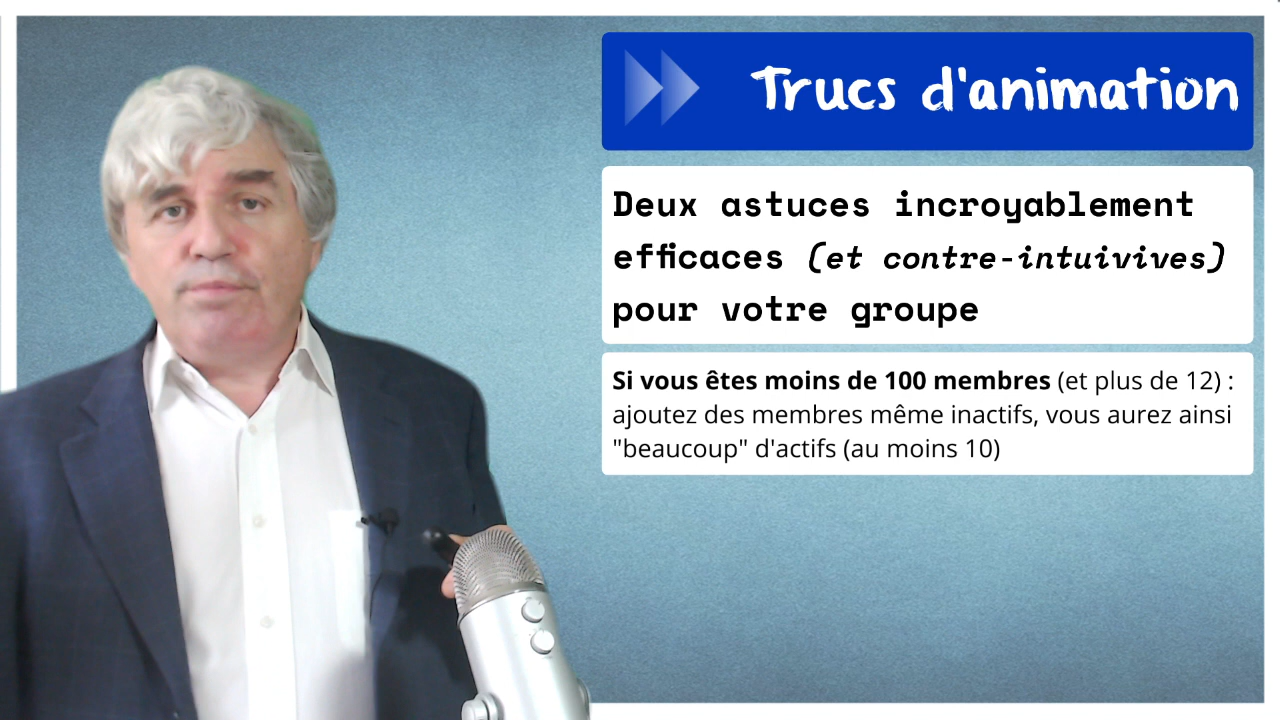 Trucs d'animation
Deux astuces incroyablement
efficaces (et contre-intuivives)
pour votre groupe
Si vous êtes moins de 100 membres (et plus de 12) :
ajoutez des membres même inactifs, vous aurez ainsi
"beaucoup" d'actifs (au moins 10)